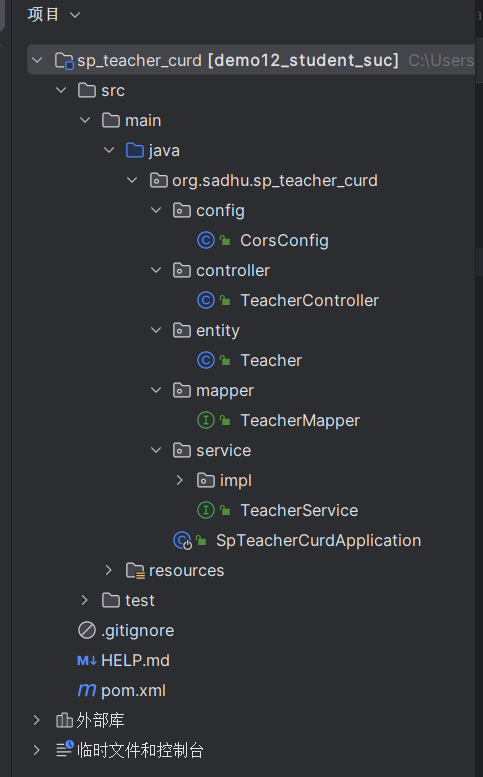 项目
sp_teacher_curd [demo12_student_suc] C:\Users
src
main
java
org.sadhu.sp_teacher_curd
config
CorsConfig
controller
TeacherController
entity
Teacher
mapper
TeacherMapper
service
impl
TeacherService
SpTeacherCurdApplication
resources
test
.gitignore
HELP.md
pom.xml
外部库
临时文件和控制台